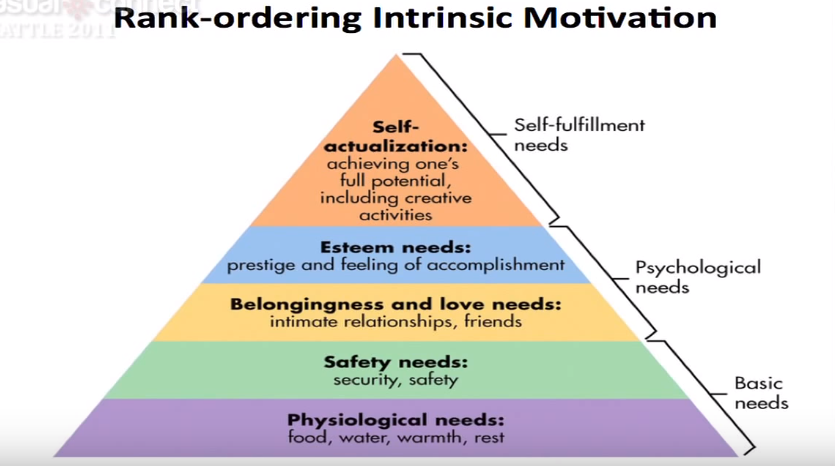 Rank-ordering Intrinsic Motivation
ATTLE 2011
Self-
actualization:
achieving one's
full potential,
including creative
activities
Self-fulfillment
needs
Esteem needs:
prestige and feeling of accomplishment
Psychological
needs
Belongingness and love needs:
intimate relationships, friends
Safety needs:
security, safety
Basic
needs
Physiological needs:
food, water, warmth, rest